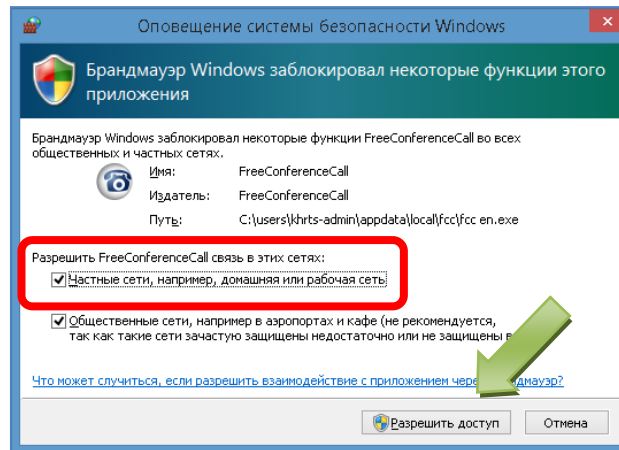 Оповещение системы безопасности Windows
Брандмауэр Windows заблокировал некоторые функции этого
приложения
Брандмауэр Windows заблокировал некоторые функции FreeConferenceCall во всех
общественных и частных сетях.
Имя: FreeConferenceCall
Издатель: FreeConferenceCall
Путь: C:\users\khrts-admin\appdata\local\fcc\fcc en.exe
Разрешить FreeConferenceCall связь в этих сетях:
Частные сети, например, домашняя или рабочая сеть
Общественные сети, например в аэропортах и кафе (не рекомендуется,
так как такие сети зачастую защищены недостаточно или не защищены
Что может случиться, если разрешить взаимодействие с приложением
Разрешить доступ Отмена